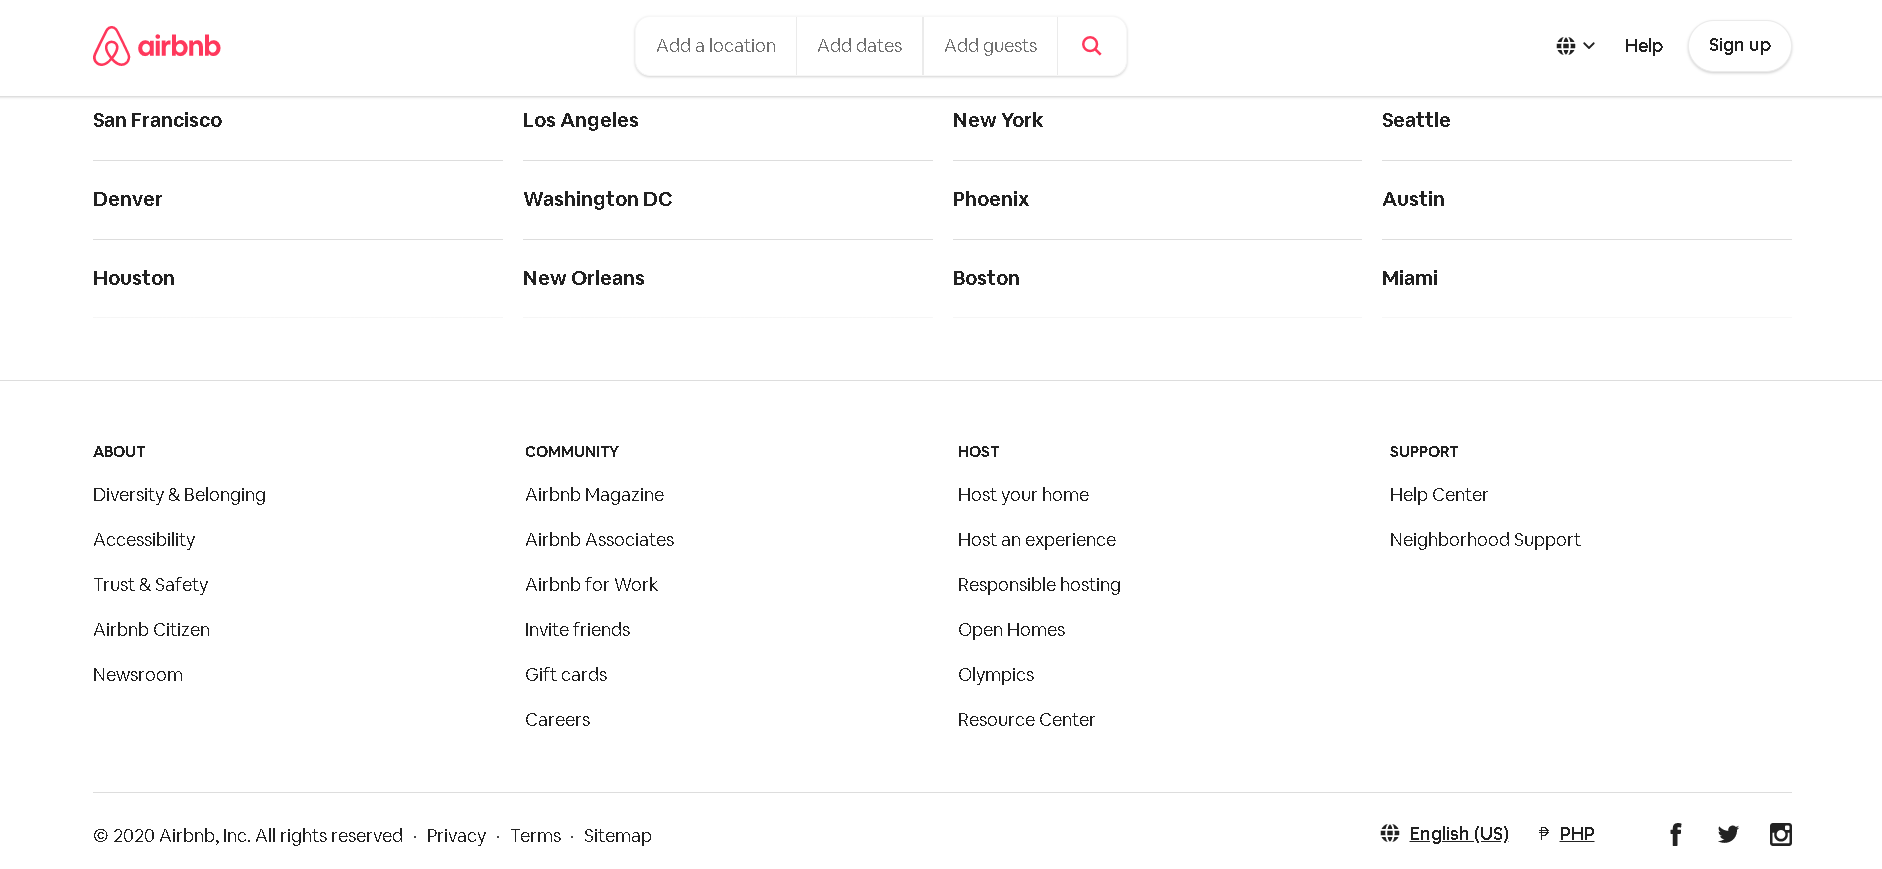 airbnb Add a location Add dates Add guests Help Sign up
San Francisco Los Angeles New York Seattle
Denver Washington DC Phoenix Austin
Houston New Orleans Boston Miami
ABOUT COMMUNITY HOST SUPPORT
Diversity & Belonging Airbnb Magazine Host your home Help Center
Accessibility Airbnb Associates Host an experience Neighborhood Support
Trust & Safety Airbnb for Work Responsible hosting
Airbnb Citizen Invite friends Open Homes
Newsroom Gift cards Olympics
Careers Resource Center
© 2020 Airbnb, Inc. All rights reserved · Privacy · Terms · Sitemap English (US) ₱ PHP